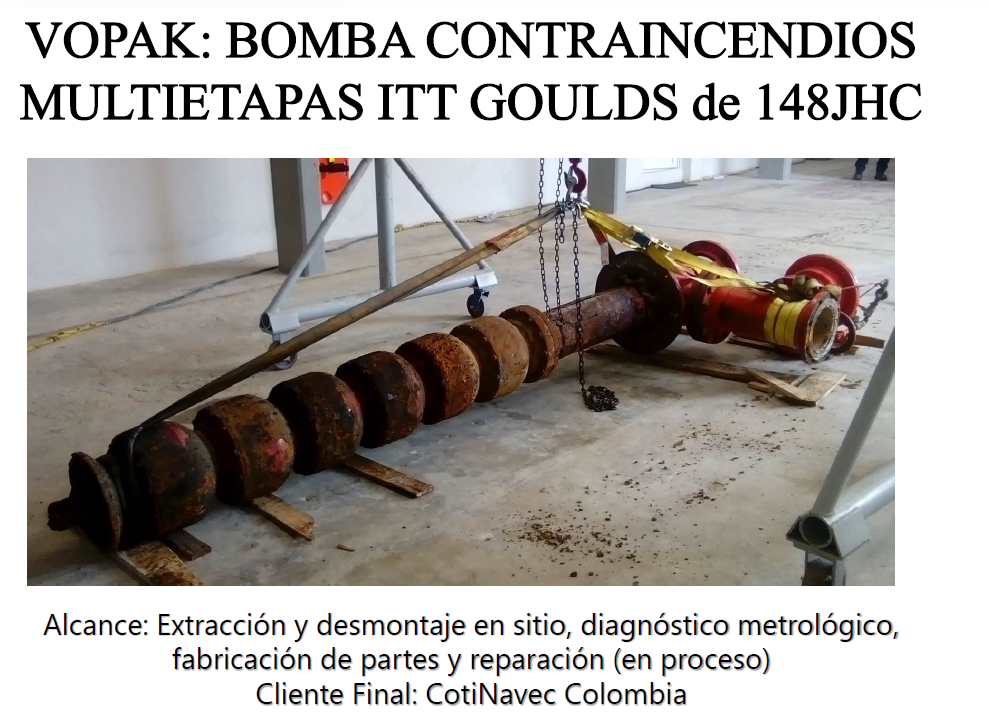 VOPAK: BOMBA CONTRAINCENDIOS
MULTIETAPAS ITT GOULDS de 148JHC
Alcance: Extracción y desmontaje en sitio, diagnóstico metrológico,
fabricación de partes y reparación (en proceso)
Cliente Final: CotiNavec Colombia